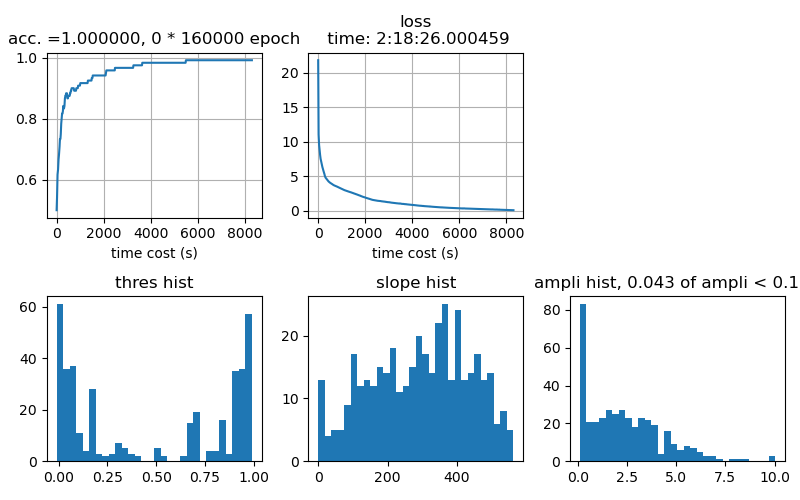 acc. =1.000000, 0 * 160000 epoch
1.0
0.8
0.6
0 2000 4000 6000 8000
time cost (s)
loss
time: 2:18:26.000459
20
15
10
5
0
0 2000 4000 6000 8000
time cost (s)
thres hist
60
40
20
0
0.00 0.25 0.50 0.75 1.00
slope hist
20
10
0
0 200 400
ampli hist, 0.043 of ampli < 0.1
80
60
40
20
0
0.0 2.5 5.0 7.5 10.0